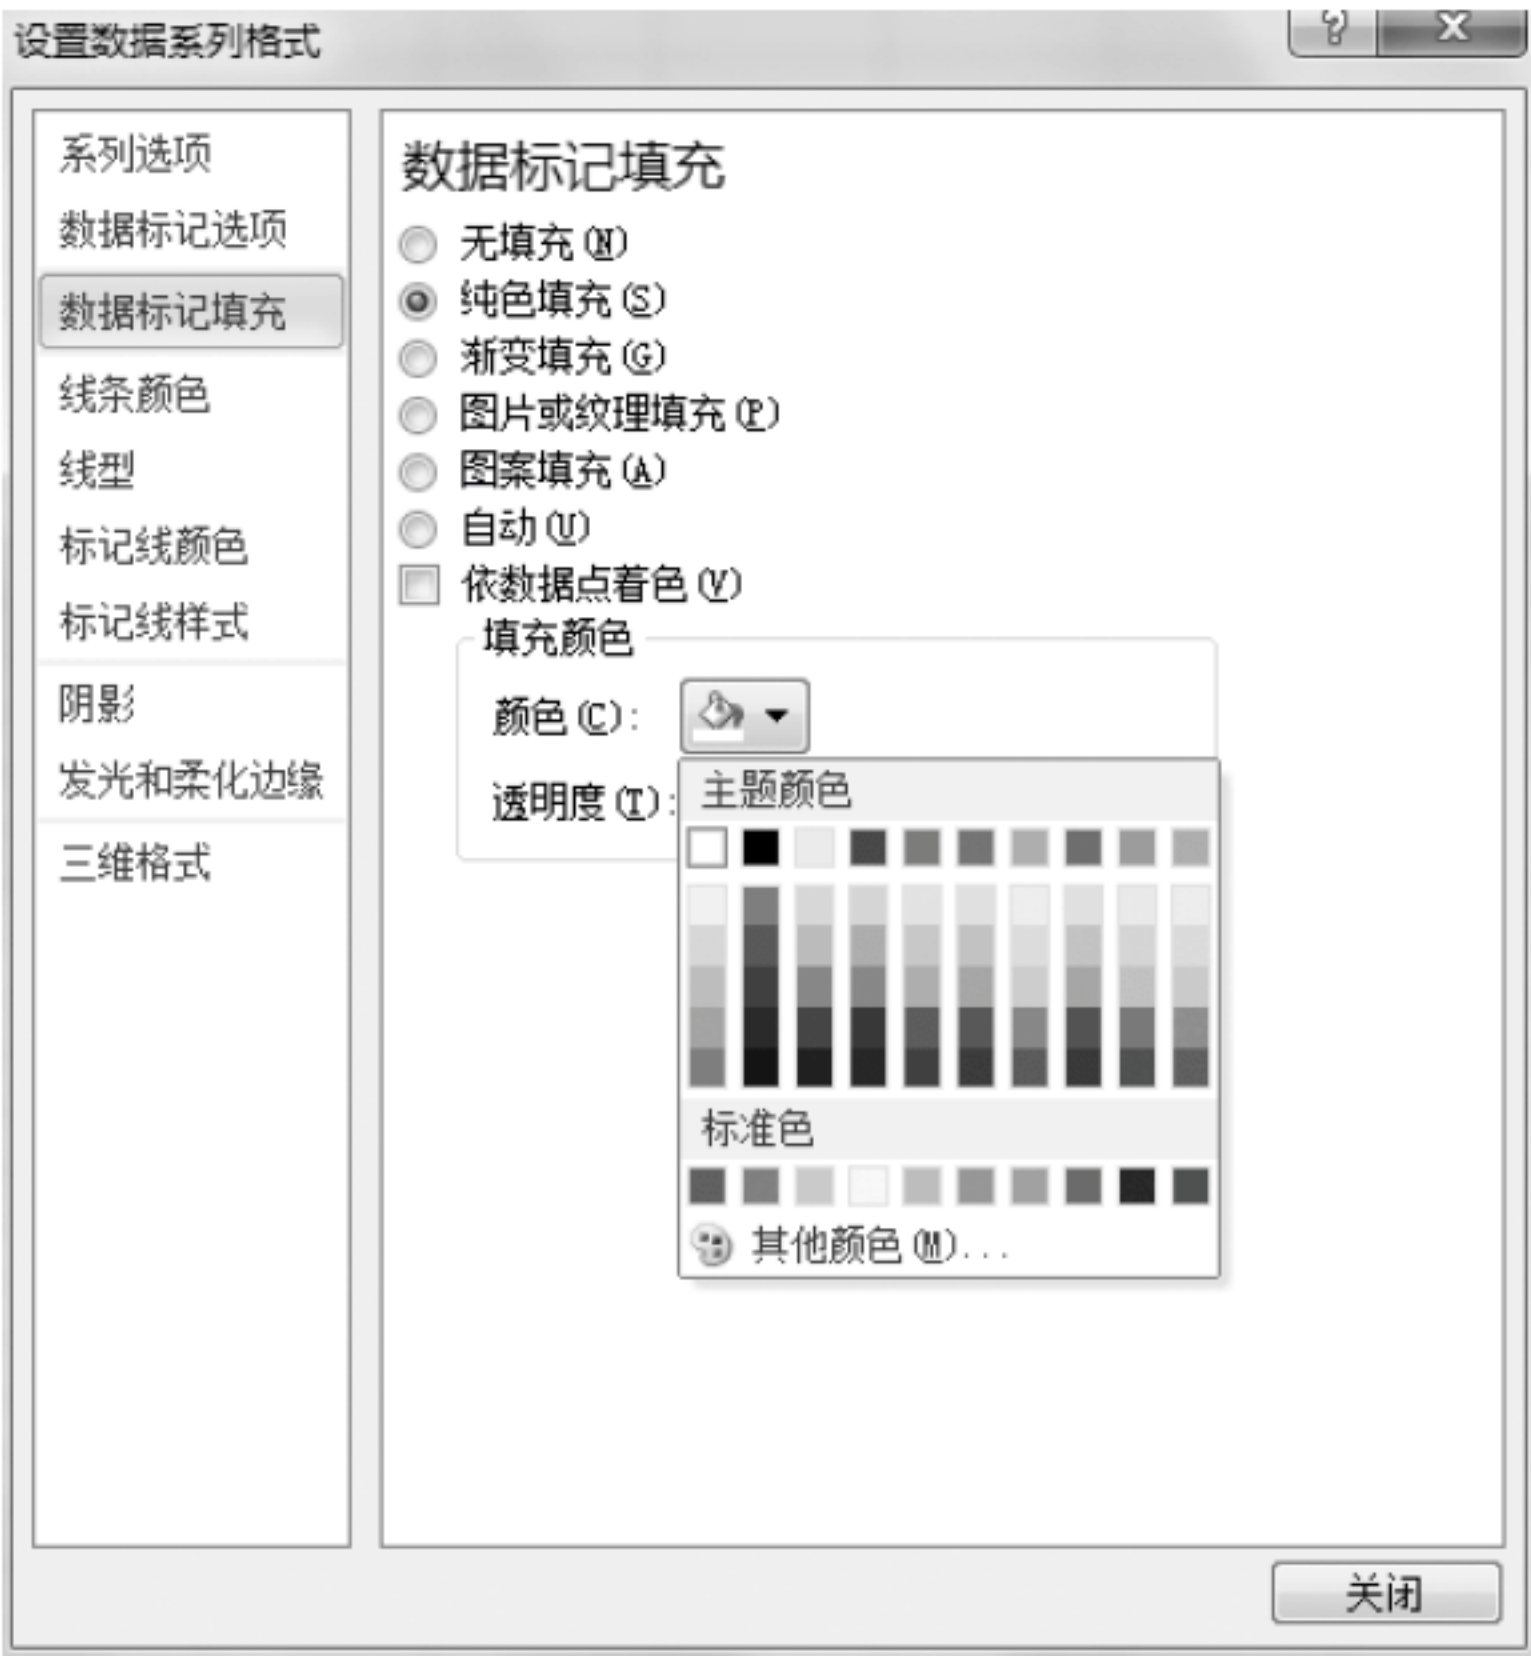 设置数据系列格式
系列选项
数据标记选项
数据标记填充
线条颜色
线型
标记线颜色
标记线样式
阴影
发光和柔化边缘
三维格式
数据标记填充
无填充(N)
纯色填充(S)
渐变填充(G)
图片或纹理填充(P)
图案填充(A)
自动(U)
依数据点着色(V)
填充颜色
颜色(C):
透明度(T):
主题颜色
标准色
其他颜色(M)...
关闭